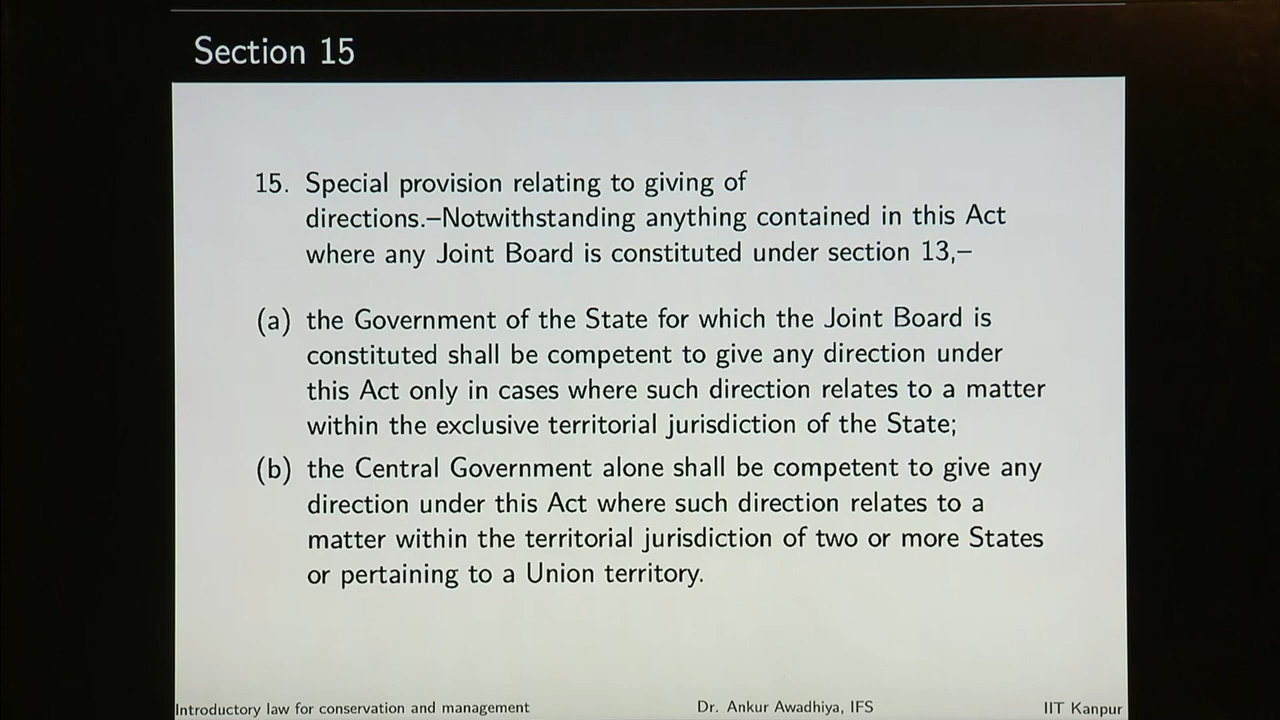 Section 15
15. Special provision relating to giving of
directions.–Notwithstanding anything contained in this Act
where any Joint Board is constituted under section 13,–
(a) the Government of the State for which the Joint Board is
constituted shall be competent to give any direction under
this Act only in cases where such direction relates to a matter
within the exclusive territorial jurisdiction of the State;
(b) the Central Government alone shall be competent to give any
direction under this Act where such direction relates to a
matter within the territorial jurisdiction of two or more States
or pertaining to a Union territory.
Introductory law for conservation and management Dr. Ankur Awadhiya, IFS IIT Kanpur